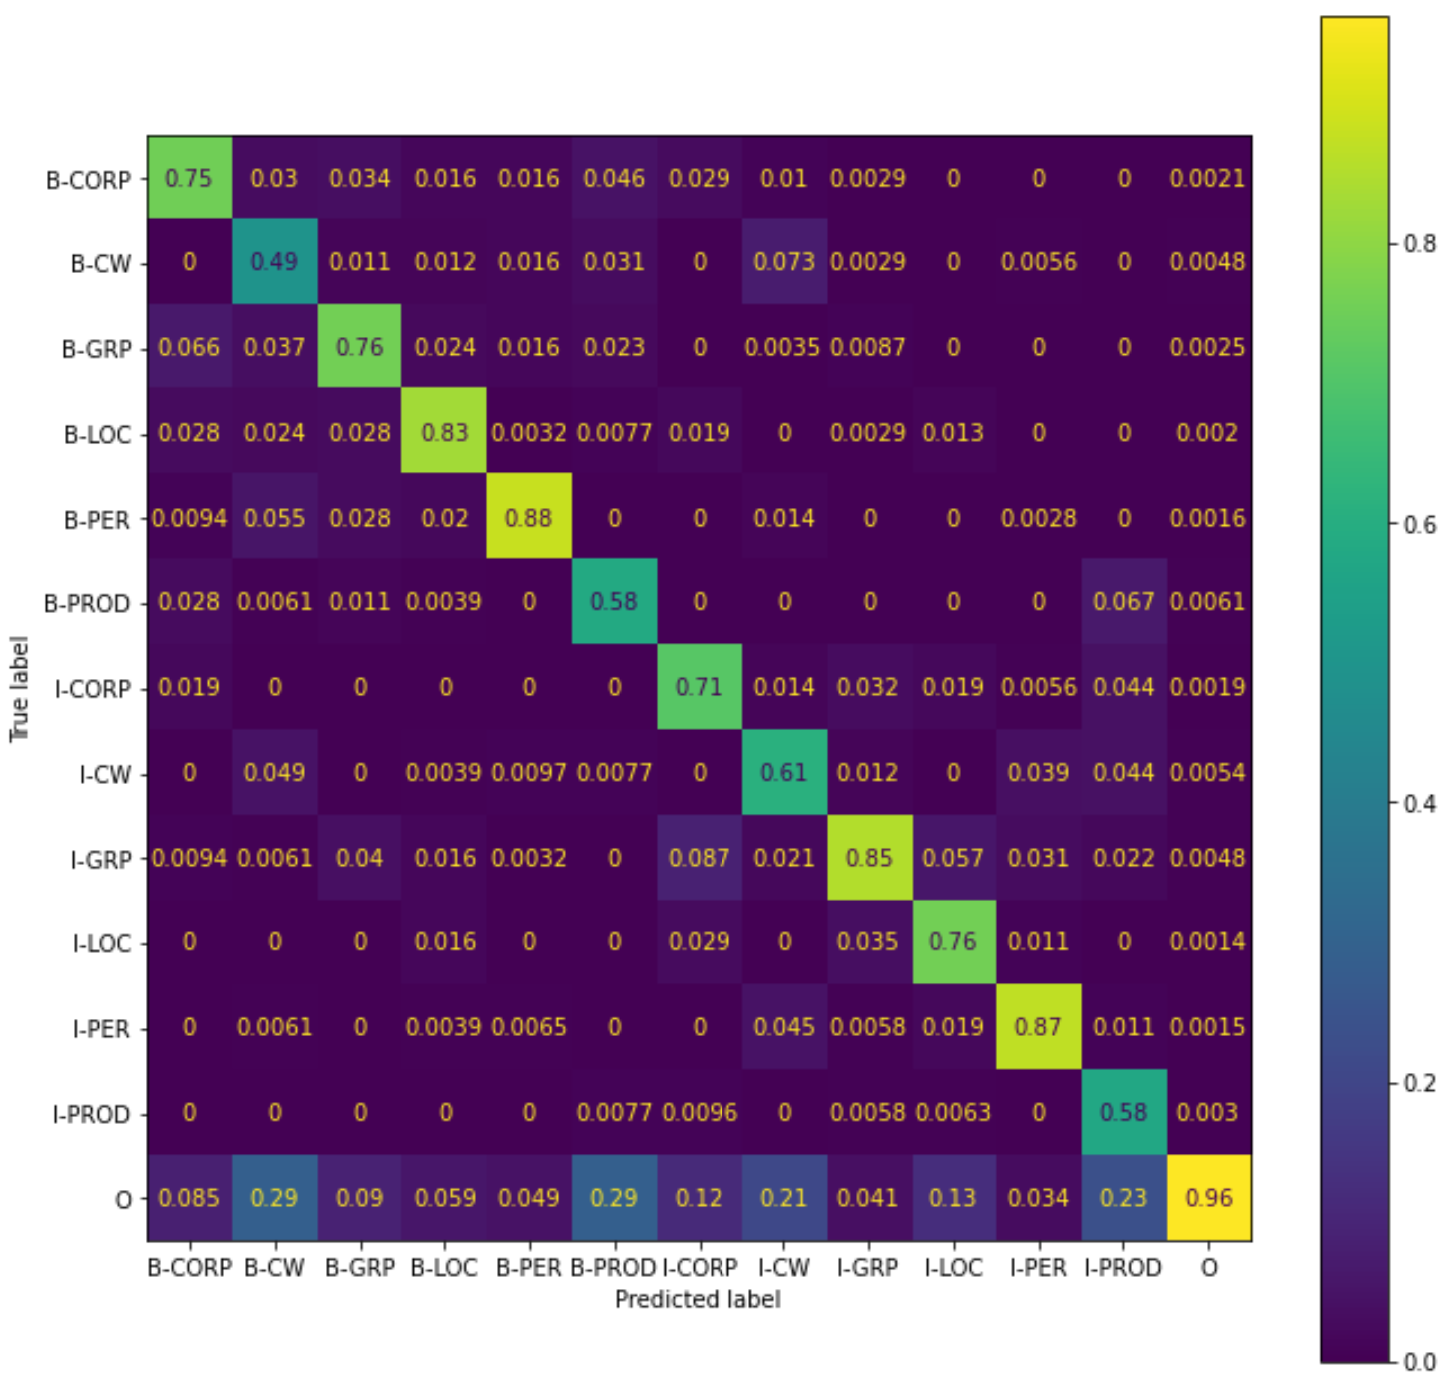 B-CORP 0.75 0.03 0.034 0.016 0.016 0.046 0.029 0.01 0.0029 0 0 0 0.0021
B-CW 0 0.49 0.011 0.012 0.016 0.031 0 0.073 0.0029 0 0.0056 0 0.0048
B-GRP 0.066 0.037 0.76 0.024 0.016 0.023 0 0.0035 0.0087 0 0 0 0.0025
B-LOC 0.028 0.024 0.028 0.83 0.0032 0.0077 0.019 0 0.0029 0.013 0 0 0.002
B-PER 0.0094 0.055 0.028 0.02 0.88 0 0 0.014 0 0 0.0028 0 0.0016
B-PROD 0.028 0.0061 0.011 0.0039 0 0.58 0 0 0 0 0 0.067 0.0061
I-CORP 0.019 0 0 0 0 0 0.71 0.014 0.032 0.019 0.0056 0.044 0.0019
I-CW 0 0.049 0 0.0039 0.0097 0.0077 0 0.61 0.012 0 0.039 0.044 0.0054
I-GRP 0.0094 0.0061 0.04 0.016 0.0032 0 0.087 0.021 0.85 0.057 0.031 0.022 0.0048
I-LOC 0 0 0 0.016 0 0 0.029 0 0.035 0.76 0.011 0 0.0014
I-PER 0 0.0061 0 0.0039 0.0065 0 0 0.045 0.0058 0.019 0.87 0.011 0.0015
I-PROD 0 0 0 0 0 0.0077 0.0096 0 0.0058 0.0063 0 0.58 0.003
O 0.085 0.29 0.09 0.059 0.049 0.29 0.12 0.21 0.041 0.13 0.034 0.23 0.96
B-CORP B-CW B-GRP B-LOC B-PER B-PROD I-CORP I-CW I-GRP I-LOC I-PER I-PROD O
Predicted label
True label
0.8
0.6
0.4
0.2
0.0